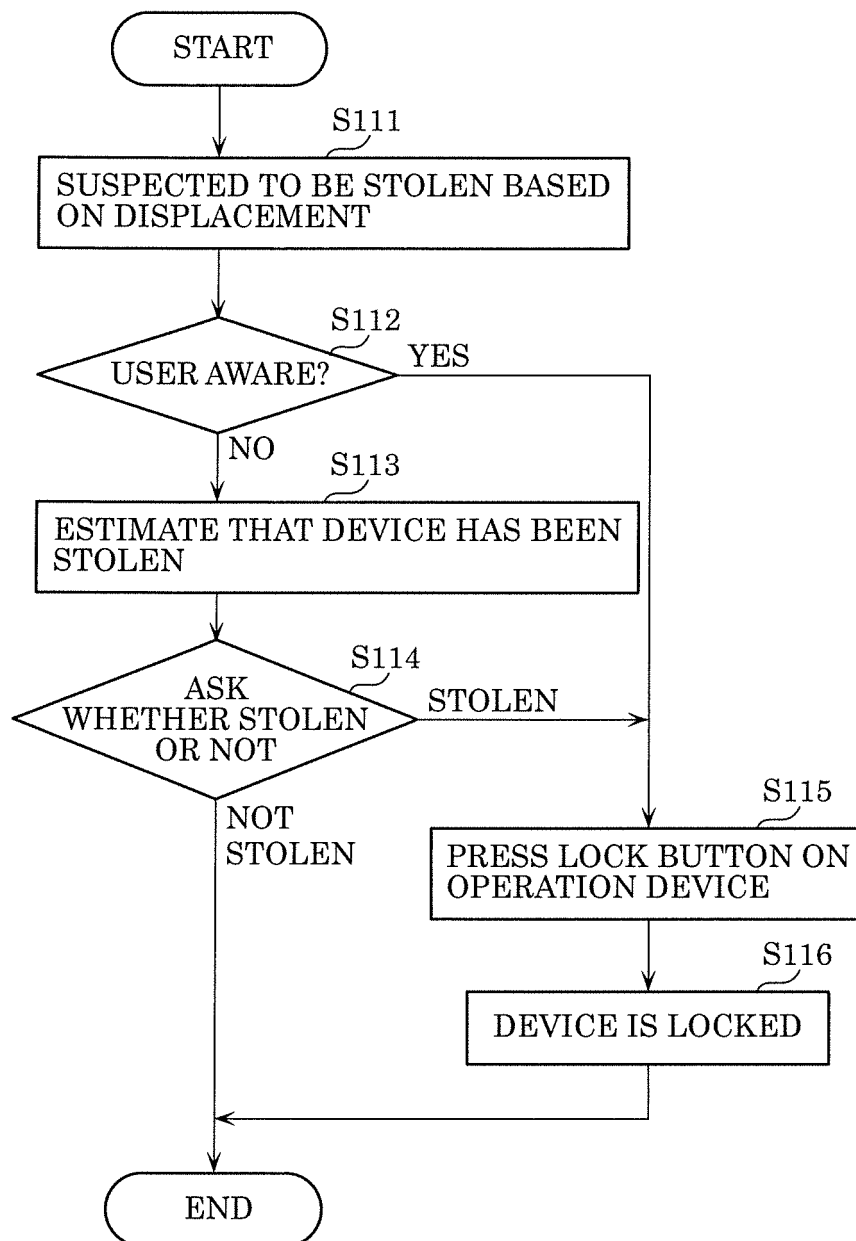 START
S111
SUSPECTED TO BE STOLEN BASED
ON DISPLACEMENT
S112
USER AWARE?
YES
NO
S113
ESTIMATE THAT DEVICE HAS BEEN
STOLEN
S114
ASK
WHETHER STOLEN
OR NOT
STOLEN
NOT
STOLEN
S115
PRESS LOCK BUTTON ON
OPERATION DEVICE
S116
DEVICE IS LOCKED
END